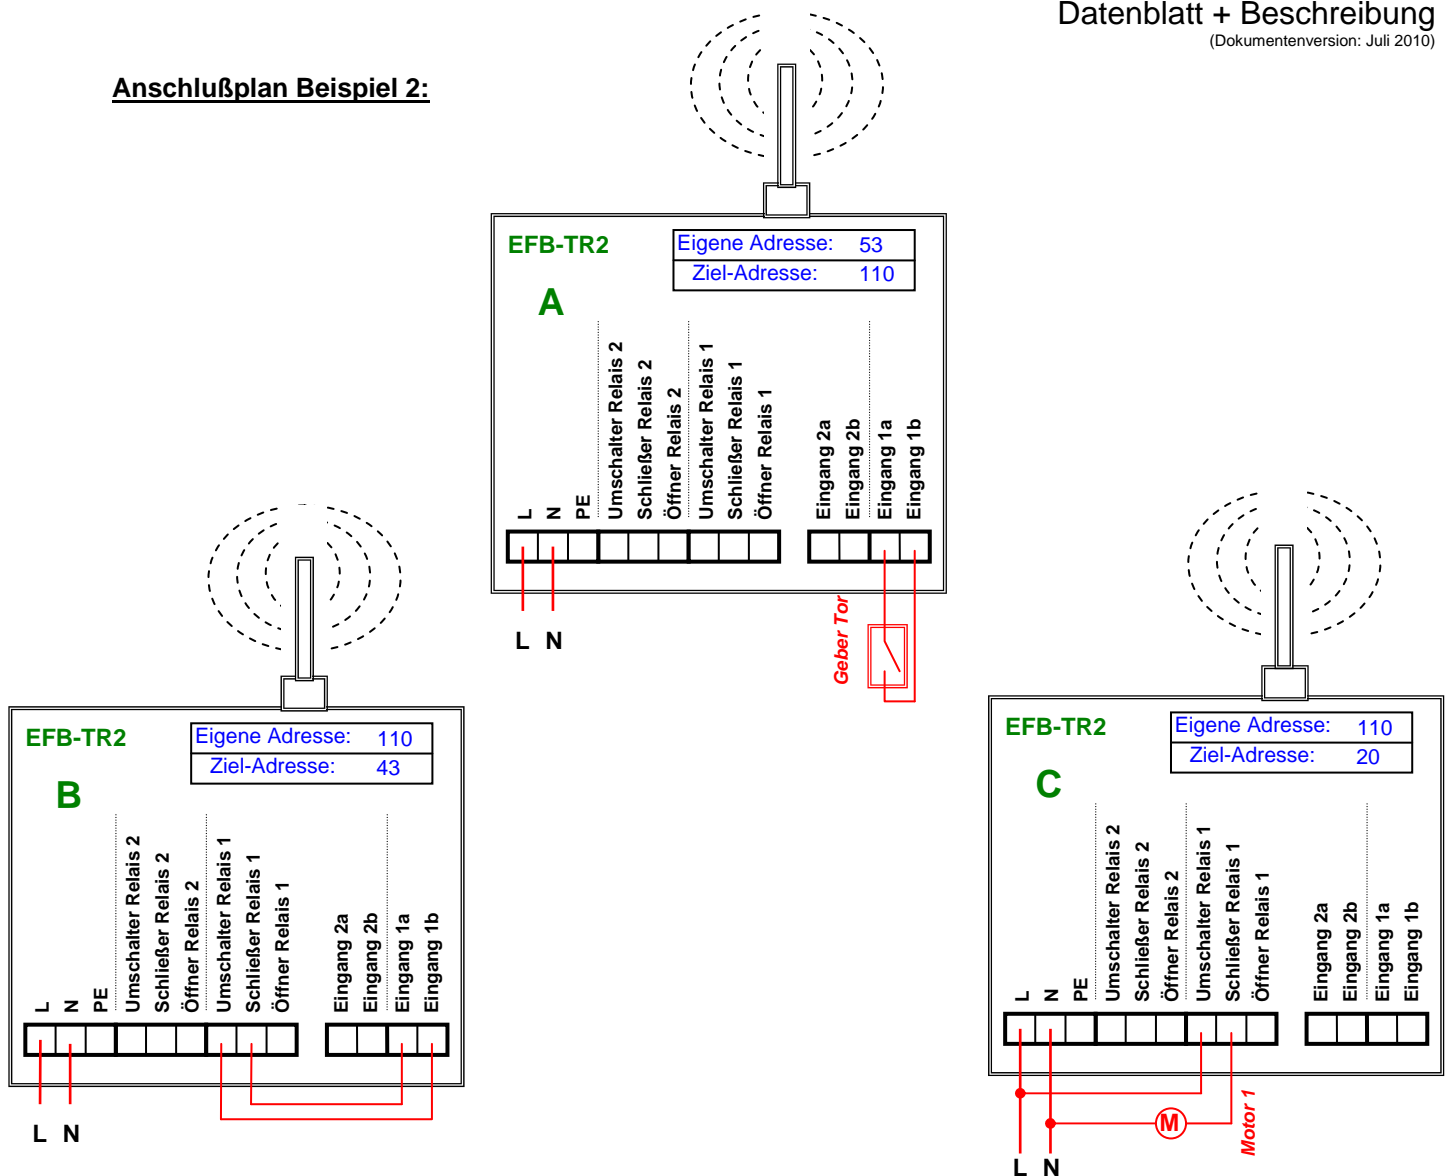 Datenblatt + Beschreibung
(Dokumentenversion: Juli 2010)
Anschlußplan Beispiel 2:
EFB-TR2
Eigene Adresse: 53
Ziel-Adresse: 110
A
L
N
PE
Umschalter Relais 2
Schließer Relais 2
Öffner Relais 2
Umschalter Relais 1
Schließer Relais 1
Öffner Relais 1
Eingang 2a
Eingang 2b
Eingang 1a
Eingang 1b
L N
Geber Tor
EFB-TR2
Eigene Adresse: 110
Ziel-Adresse: 43
B
L
N
PE
Umschalter Relais 2
Schließer Relais 2
Öffner Relais 2
Umschalter Relais 1
Schließer Relais 1
Öffner Relais 1
Eingang 2a
Eingang 2b
Eingang 1a
Eingang 1b
L N
EFB-TR2
Eigene Adresse: 110
Ziel-Adresse: 20
C
L
N
PE
Umschalter Relais 2
Schließer Relais 2
Öffner Relais 2
Umschalter Relais 1
Schließer Relais 1
Öffner Relais 1
Eingang 2a
Eingang 2b
Eingang 1a
Eingang 1b
M
Motor 1
L N